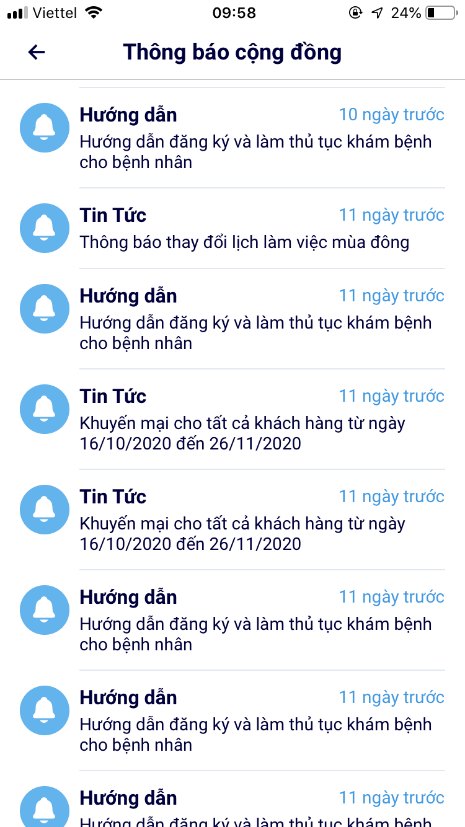 Viettel 09:58 24%
Thông báo cộng đồng
Hướng dẫn 10 ngày trước
Hướng dẫn đăng ký và làm thủ tục khám bệnh
cho bệnh nhân
Tin Tức 11 ngày trước
Thông báo thay đổi lịch làm việc mùa đông
Hướng dẫn 11 ngày trước
Hướng dẫn đăng ký và làm thủ tục khám bệnh
cho bệnh nhân
Tin Tức 11 ngày trước
Khuyến mại cho tất cả khách hàng từ ngày
16/10/2020 đến 26/11/2020
Tin Tức 11 ngày trước
Khuyến mại cho tất cả khách hàng từ ngày
16/10/2020 đến 26/11/2020
Hướng dẫn 11 ngày trước
Hướng dẫn đăng ký và làm thủ tục khám bệnh
cho bệnh nhân
Hướng dẫn 11 ngày trước
Hướng dẫn đăng ký và làm thủ tục khám bệnh
cho bệnh nhân
Hướng dẫn 11 ngày trước
Hướng dẫn đăng ký và làm thủ tục khám bệnh